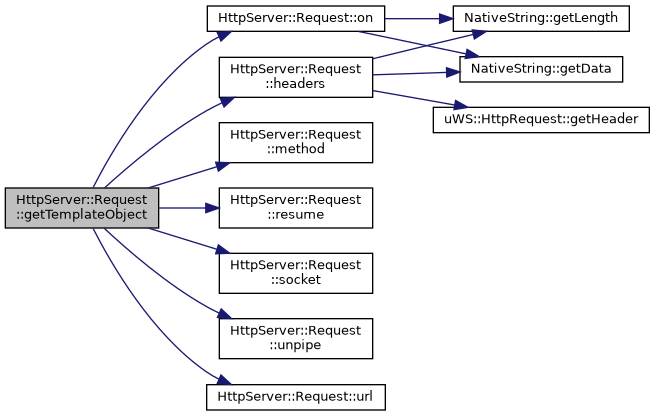 HttpServer::Request
::getTemplateObject
HttpServer::Request::on
HttpServer::Request
::headers
HttpServer::Request
::method
HttpServer::Request
::resume
HttpServer::Request
::socket
HttpServer::Request
::unpipe
HttpServer::Request::url
NativeString::getLength
NativeString::getData
uWS::HttpRequest::getHeader